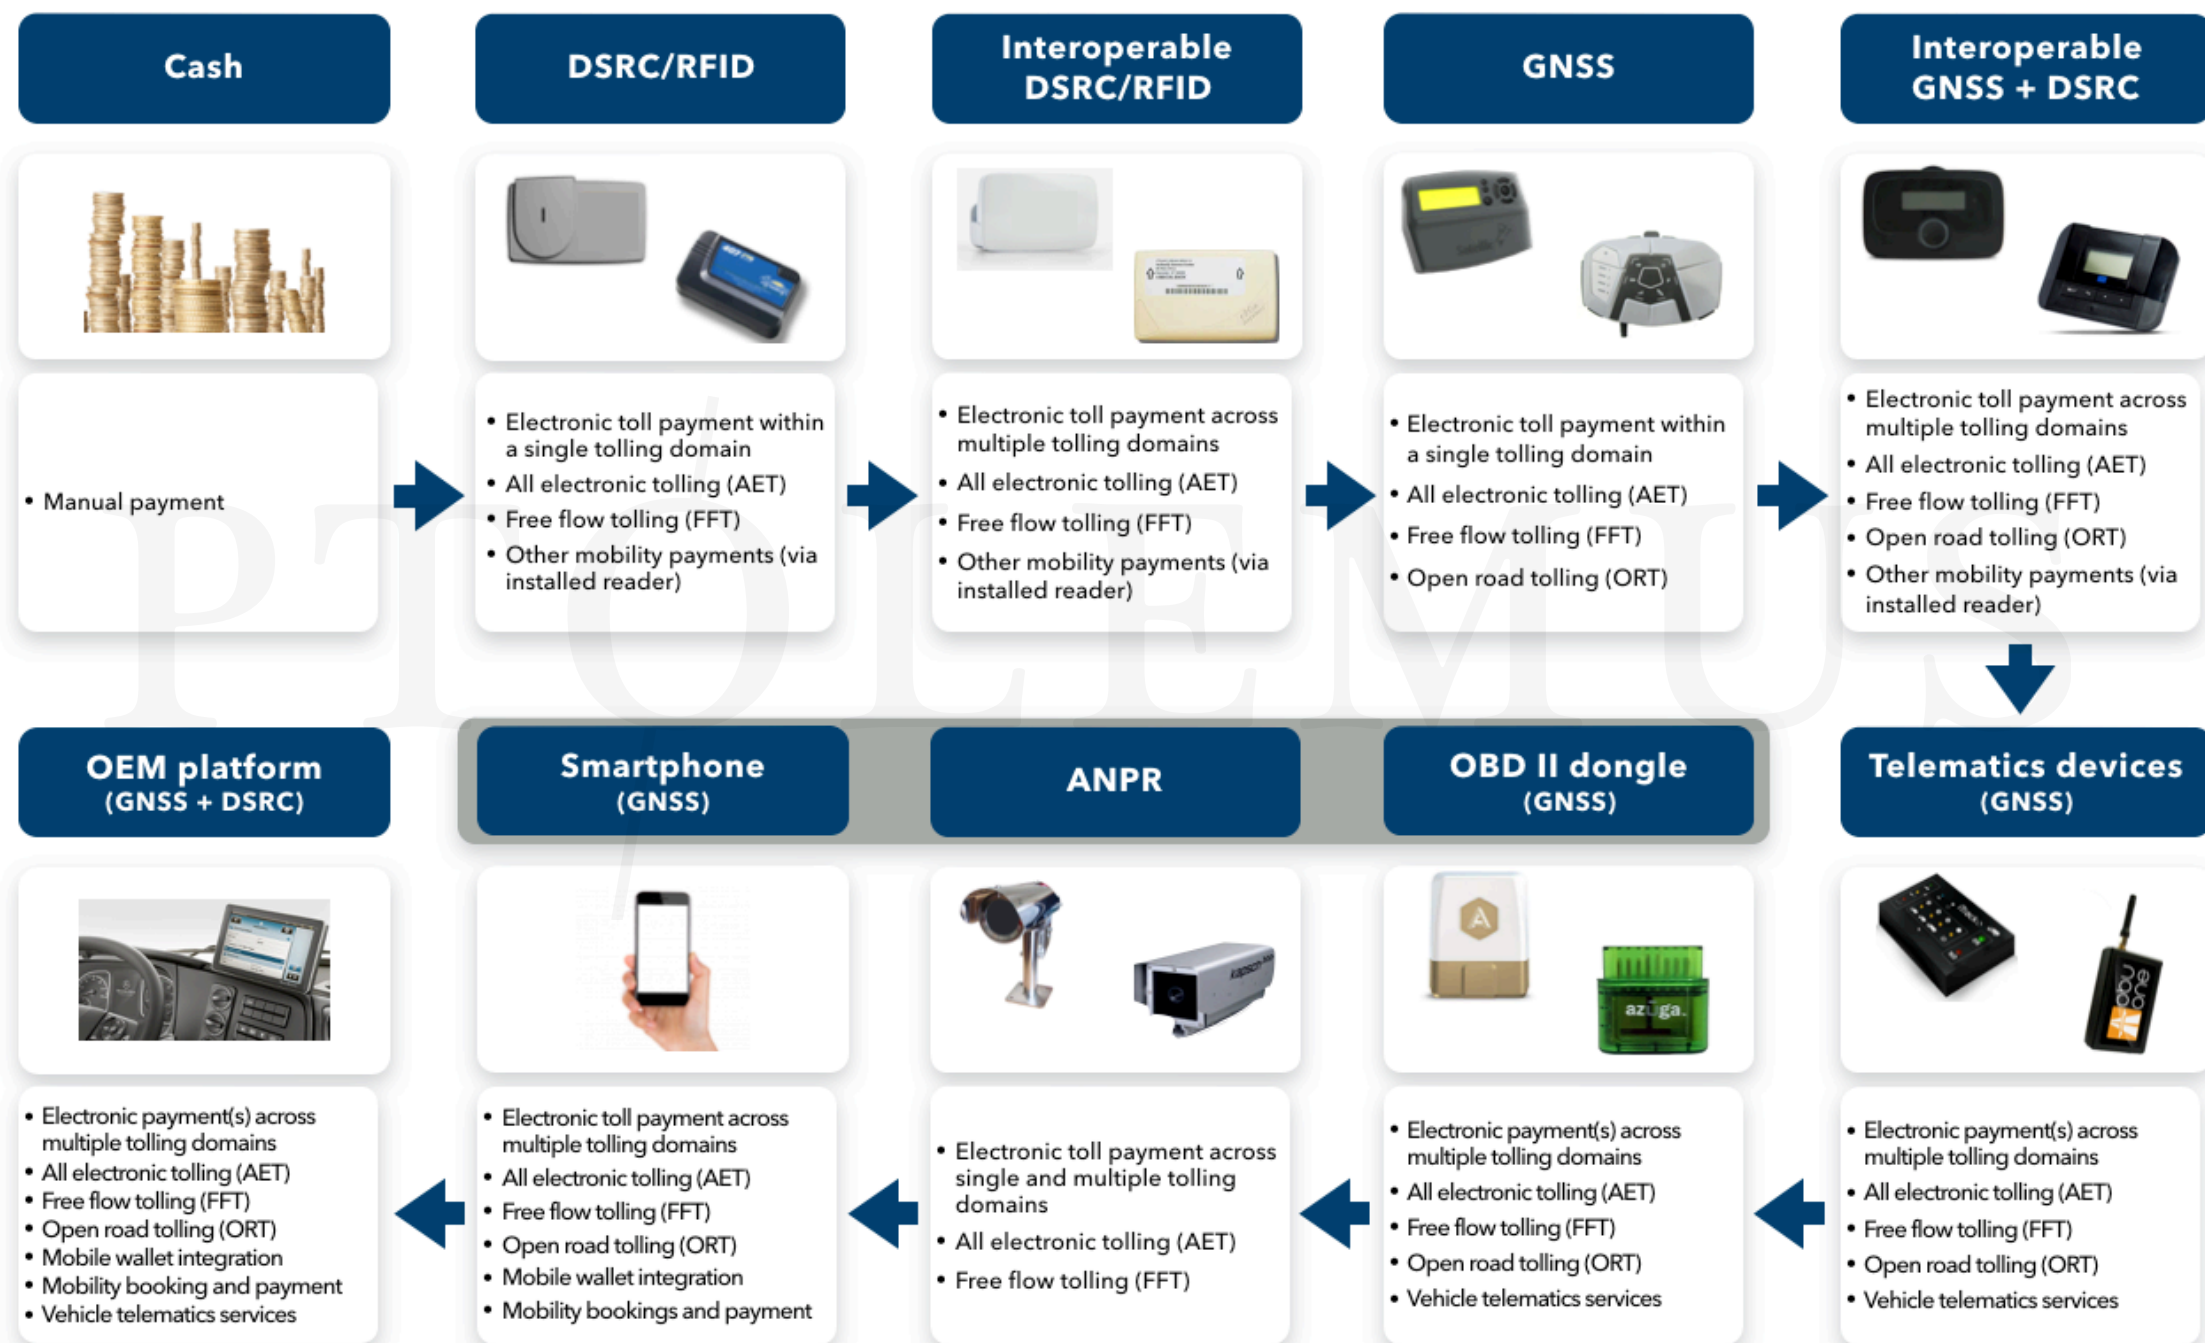 Cash
DSRC/RFID
Interoperable
DSRC/RFID
GNSS
Interoperable
GNSS + DSRC
• Manual payment
• Electronic toll payment within
a single tolling domain
• All electronic tolling (AET)
• Free flow tolling (FFT)
• Other mobility payments (via
installed reader)
• Electronic toll payment across
multiple tolling domains
• All electronic tolling (AET)
• Free flow tolling (FFT)
• Other mobility payments (via
installed reader)
• Electronic toll payment within
a single tolling domain
• All electronic tolling (AET)
• Free flow tolling (FFT)
• Open road tolling (ORT)
• Electronic toll payment across
multiple tolling domains
• All electronic tolling (AET)
• Free flow tolling (FFT)
• Open road tolling (ORT)
• Other mobility payments (via
installed reader)
PTOLEMUS
OEM platform
(GNSS + DSRC)
Smartphone
(GNSS)
ANPR
OBD II dongle
(GNSS)
Telematics devices
(GNSS)
kapsch
A
azuga
obu
one
• Electronic payment(s) across
multiple tolling domains
• All electronic tolling (AET)
• Free flow tolling (FFT)
• Open road tolling (ORT)
• Mobile wallet integration
• Mobility booking and payment
• Vehicle telematics services
• Electronic toll payment across
multiple tolling domains
• All electronic tolling (AET)
• Free flow tolling (FFT)
• Open road tolling (ORT)
• Mobile wallet integration
• Mobility bookings and payment
• Electronic toll payment across
single and multiple tolling
domains
• All electronic tolling (AET)
• Free flow tolling (FFT)
• Electronic payment(s) across
multiple tolling domains
• All electronic tolling (AET)
• Free flow tolling (FFT)
• Open road tolling (ORT)
• Vehicle telematics services
• Electronic payment(s) across
multiple tolling domains
• All electronic tolling (AET)
• Free flow tolling (FFT)
• Open road tolling (ORT)
• Vehicle telematics services